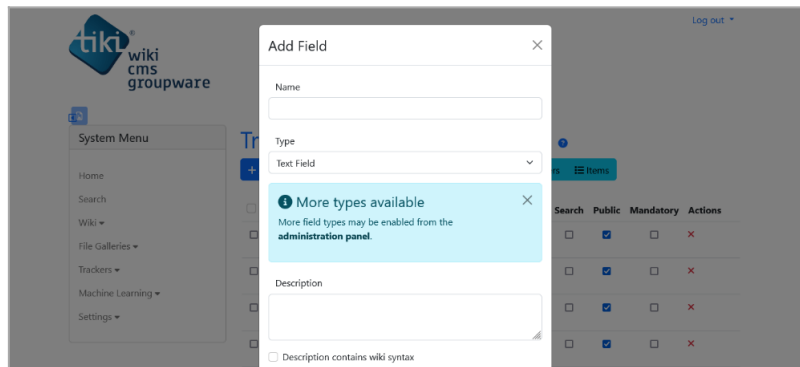 Log out
tiki®
wiki
cms
groupware
Add Field
Name
System Menu
Tr
Type
Text Field
rs Items
Home
More types available
More field types may be enabled from the
administration panel.
Search
Search Public Mandatory Actions
Wiki
File Galleries
Trackers
Description
Machine Learning
Settings
Description contains wiki syntax